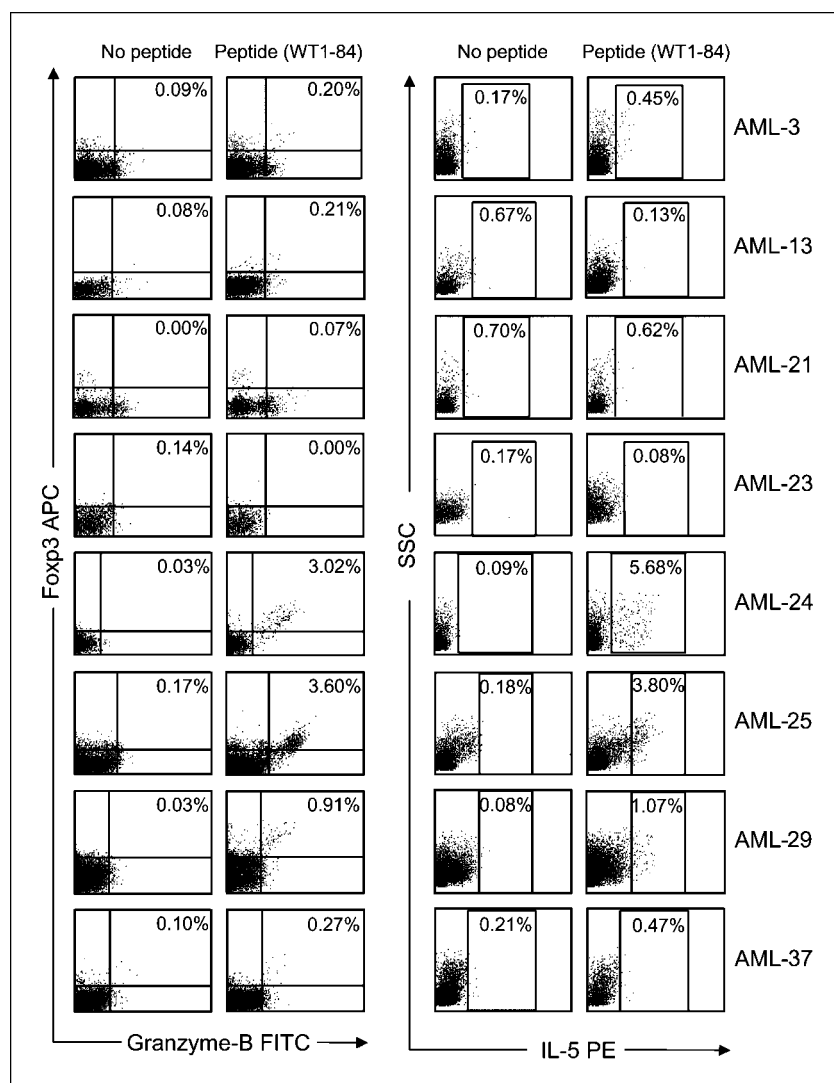 No peptide Peptide (WT1-84) No peptide Peptide (WT1-84)
0.09% 0.20% 0.17% 0.45% AML-3
0.08% 0.21% 0.67% 0.13% AML-13
0.00% 0.07% 0.70% 0.62% AML-21
0.14% 0.00% 0.17% 0.08% AML-23
0.03% 3.02% 0.09% 5.68% AML-24
0.17% 3.60% 0.18% 3.80% AML-25
0.03% 0.91% 0.08% 1.07% AML-29
0.10% 0.27% 0.21% 0.47% AML-37
Foxp3 APC
SSC
Granzyme-B FITC IL-5 PE